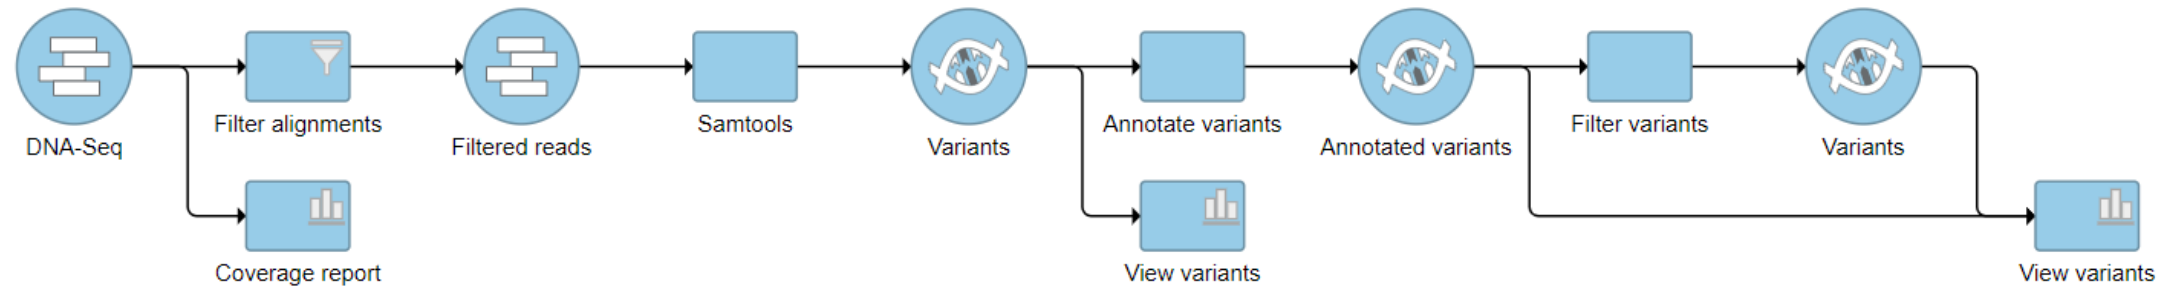 DNA-Seq
Filter alignments
Filtered reads
Samtools
Variants
Annotate variants
Annotated variants
Filter variants
Variants
Coverage report
View variants
View variants